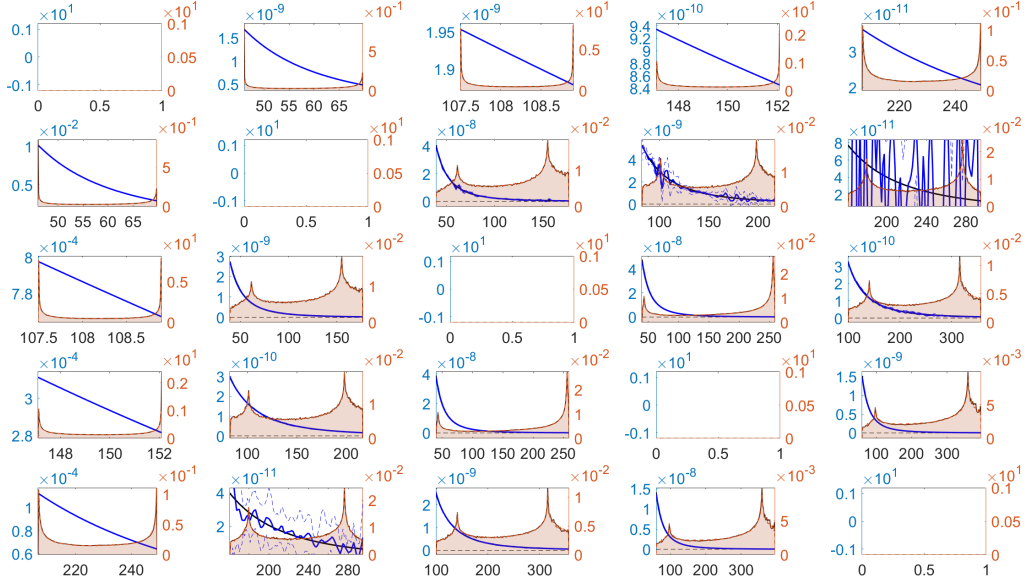 ×10¹ ×10¹ ×10⁻⁹ ×10⁻¹ ×10⁻⁹ ×10⁰ ×10⁻¹⁰ ×10⁰ ×10⁻¹¹ ×10⁻¹
0.1 0.1 1.5 5 1.95 0.5 9.4 0.2 3 1
0 0.05 1 9.2 0.1 0.5
-0.1 0 0.5 0 1.9 0 9 8.8 8.6 8.4 0 2 0
0 0.5 1 50 55 60 65 107.5 108 108.5 148 150 152 220 240
×10⁻² ×10⁻¹ ×10¹ ×10¹ ×10⁻⁸ ×10⁻² ×10⁻⁹ ×10⁻² ×10⁻¹¹ ×10⁻²
1 5 0.1 0.1 4 2 4 2 8 2
0.5 0 0.05 2 1 2 1 6 4 1
0 -0.1 0 0 0 0 0 2 0
50 55 60 65 0 0.5 1 50 100 150 100 150 200 180 200 220 240 260 280
×10⁻⁴ ×10⁰ ×10⁻⁹ ×10⁻² ×10¹ ×10¹ ×10⁻⁸ ×10⁻² ×10⁻¹⁰ ×10⁻²
8 0.5 3 2 0.1 0.1 4 2 3 1
7.8 2 1 1 0 0.05 2 1 2 1 0.5
0 0 0 -0.1 0 0 0 0 0
107.5 108 108.5 50 100 150 0 0.5 1 50 100 150 200 250 100 200 300
×10⁻⁴ ×10⁰ ×10⁻¹⁰ ×10⁻² ×10⁻⁸ ×10⁻² ×10¹ ×10¹ ×10⁻⁹ ×10⁻³
3 0.2 3 2 4 2 0.1 0.1 1.5
0.1 2 1 1 2 1 0 0.05 1 0.5 5
2.8 0 0 0 0 0 -0.1 0 0 0
148 150 152 100 150 200 50 100 150 200 250 0 0.5 1 100 200 300
×10⁻⁴ ×10⁻¹ ×10⁻¹¹ ×10⁻² ×10⁻⁹ ×10⁻² ×10⁻⁸ ×10⁻³ ×10¹ ×10¹
1 1 4 2 2 1 1.5 0.1 0.1
0.8 0.5 2 1 1 0.5 1 0.5 5 0 0.05
0.6 0 0 0 0 0 0 -0.1 0
220 240 180 200 220 240 260 280 100 200 300 100 200 300 0 0.5 1